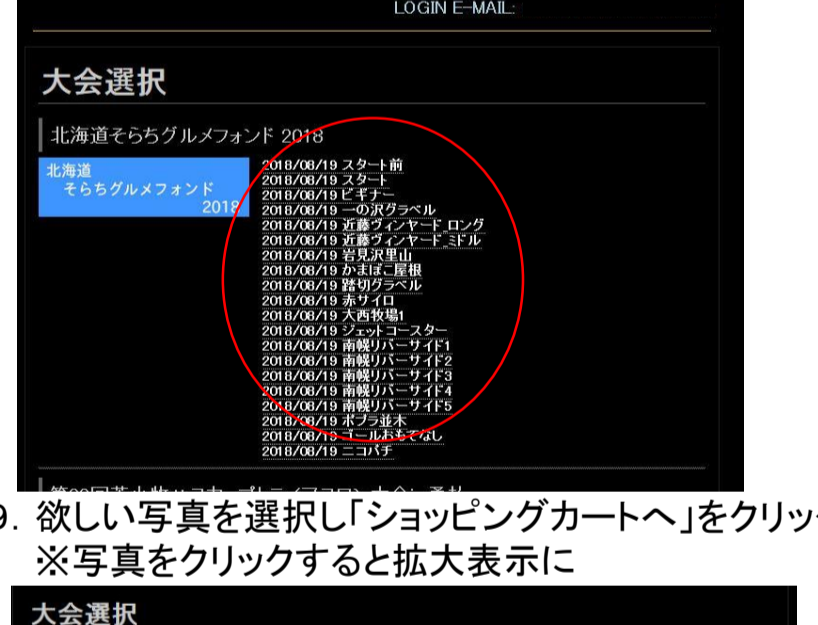 LOGIN E-MAIL:
大会選択
北海道そらちグルメフォンド 2018
北海道
そらちグルメフォンド
2018
2018/08/19 スタート前
2018/08/19 スタート
2018/08/19 ビギナー
2018/08/19 一の沢グラベル
2018/08/19 近藤ヴィンヤード_ロング
2018/08/19 近藤ヴィンヤード_ミドル
2018/08/19 岩見沢里山
2018/08/19 かまぼこ屋根
2018/08/19 踏切グラベル
2018/08/19 赤サイロ
2018/08/19 大西牧場1
2018/08/19 ジェットコースター
2018/08/19 南幌リバーサイド1
2018/08/19 南幌リバーサイド2
2018/08/19 南幌リバーサイド3
2018/08/19 南幌リバーサイド4
2018/08/19 南幌リバーサイド5
2018/08/19 ポプラ並木
2018/08/19 ゴールおもてなし
2018/08/19 ニコパチ
9. 欲しい写真を選択し「ショッピングカートへ」をクリック
※写真をクリックすると拡大表示に
大会選択